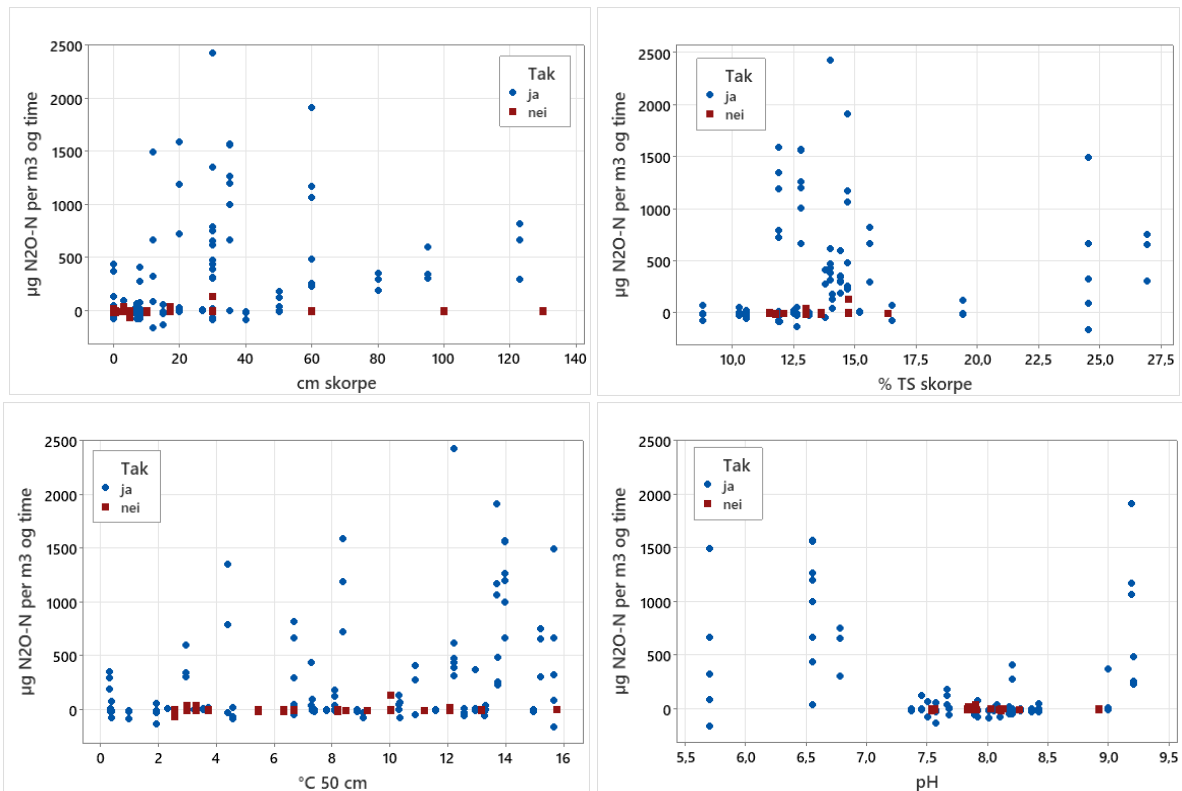 2500
2000
1500
1000
500
0
µg N2O-N per m3 og time
Tak
ja
nei
0 20 40 60 80 100 120 140
cm skorpe
2500
2000
1500
1000
500
0
µg N2O-N per m3 og time
Tak
ja
nei
10,0 12,5 15,0 17,5 20,0 22,5 25,0 27,5
% TS skorpe
2500
2000
1500
1000
500
0
µg N2O-N per m3 og time
Tak
ja
nei
0 2 4 6 8 10 12 14 16
°C 50 cm
2500
2000
1500
1000
500
0
µg N2O-N per m3 og time
Tak
ja
nei
5,5 6,0 6,5 7,0 7,5 8,0 8,5 9,0 9,5
pH